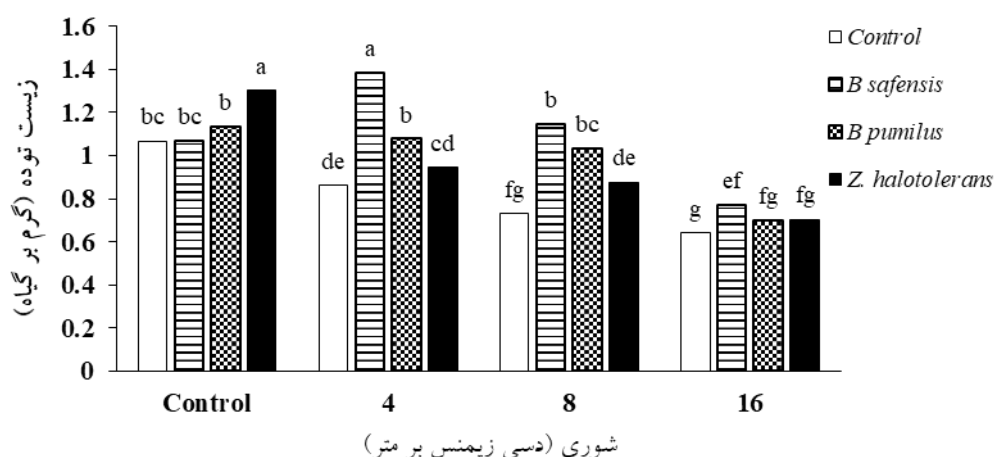 زیست توده (گرم بر گیاه)
1.6
1.4
1.2
1
0.8
0.6
0.4
0.2
0
bc bc b a
de a b cd
fg b bc de
g ef fg fg
Control 4 8 16
شوری (دسی زیمنس بر متر)
Control
B safensis
B pumilus
Z. halotolerans